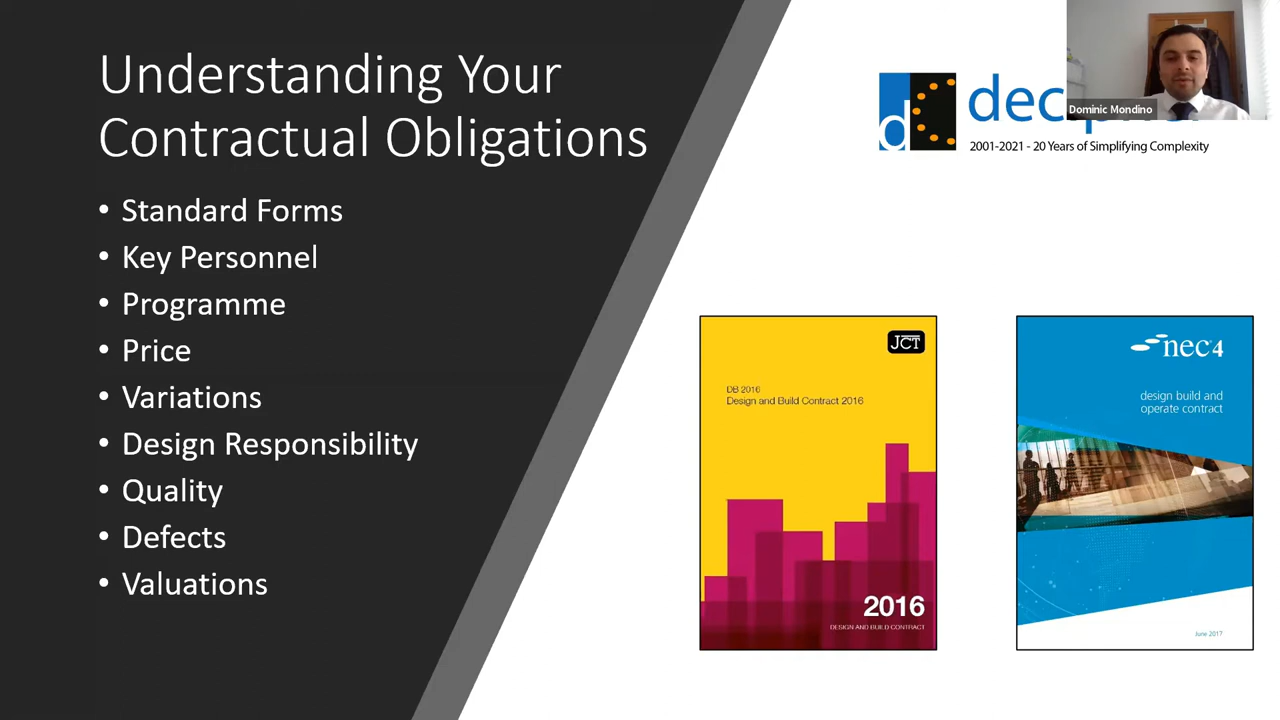 Understanding Your
Contractual Obligations
• Standard Forms
• Key Personnel
• Programme
• Price
• Variations
• Design Responsibility
• Quality
• Defects
• Valuations
d
Dominic Mondino
2001-2021 - 20 Years of Simplifying Complexity
JCT
DB 2016
Design and Build Contract 2016
2016
DESIGN AND BUILD CONTRACT
nec4
design build and
operate contract
June 2017